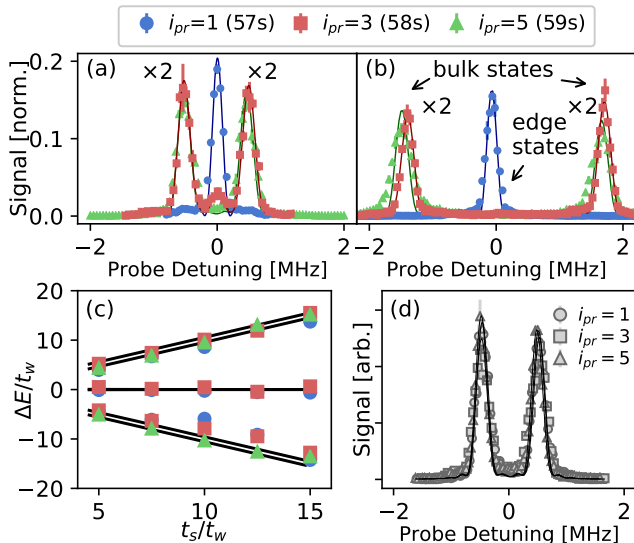 i_pr=1 (57s) i_pr=3 (58s) i_pr=5 (59s)
(a) ×2 ×2
0.2
0.1
0.0
Signal [norm.]
−2 0 2
Probe Detuning [MHz]
(b) bulk states
×2 ×2
edge
states
−2 0 2
Probe Detuning [MHz]
(c)
20
10
0
−10
−20
ΔE/t_w
5 10 15
t_s/t_w
(d)
i_pr=1
i_pr=3
i_pr=5
Signal [arb.]
−2 0 2
Probe Detuning [MHz]